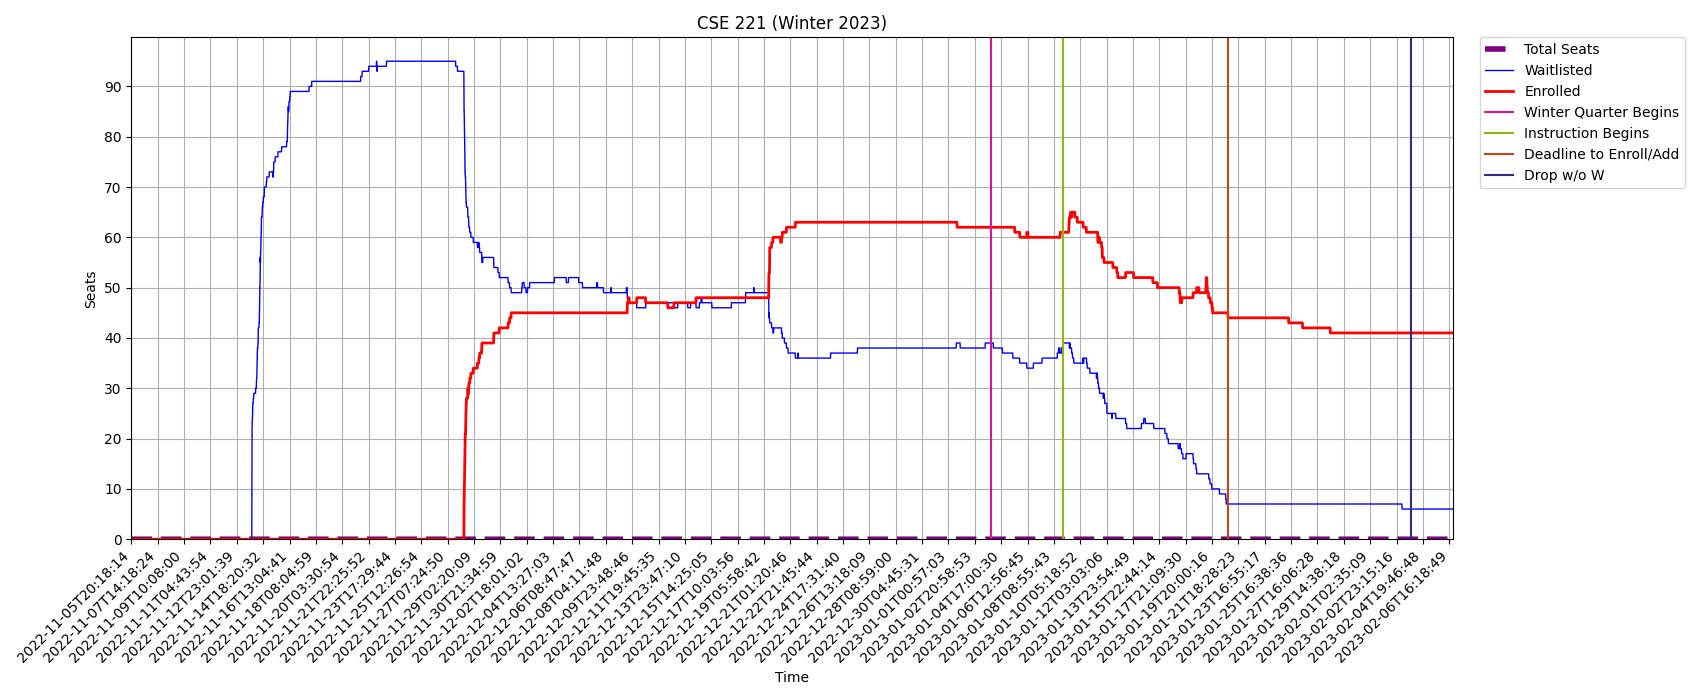 CSE 221 (Winter 2023)
Total Seats
Waitlisted
Enrolled
Winter Quarter Begins
Instruction Begins
Deadline to Enroll/Add
Drop w/o W
Seats
90
80
70
60
50
40
30
20
10
0
2022-11-05T20:18:14
2022-11-07T14:18:24
2022-11-09T10:08:00
2022-11-11T04:43:54
2022-11-12T23:01:39
2022-11-14T18:20:32
2022-11-16T13:04:41
2022-11-18T08:04:59
2022-11-20T03:30:54
2022-11-21T22:25:52
2022-11-23T17:29:44
2022-11-25T12:26:54
2022-11-27T07:24:50
2022-11-29T02:20:09
2022-11-30T21:34:59
2022-12-02T18:01:02
2022-12-04T13:27:03
2022-12-06T08:47:47
2022-12-08T04:11:48
2022-12-09T23:48:46
2022-12-11T19:45:35
2022-12-13T23:47:10
2022-12-15T14:25:05
2022-12-17T10:03:56
2022-12-19T05:58:42
2022-12-21T01:20:46
2022-12-22T21:45:44
2022-12-24T17:31:40
2022-12-26T13:18:09
2022-12-28T08:59:00
2022-12-30T04:45:31
2023-01-01T00:57:03
2023-01-02T20:58:53
2023-01-04T17:00:30
2023-01-06T12:56:45
2023-01-08T08:55:43
2023-01-10T05:18:52
2023-01-12T03:03:06
2023-01-13T23:54:49
2023-01-15T22:44:14
2023-01-17T21:09:30
2023-01-19T20:00:16
2023-01-21T18:28:23
2023-01-23T16:55:17
2023-01-25T16:38:36
2023-01-27T16:06:28
2023-01-29T14:38:18
2023-02-01T02:35:09
2023-02-02T23:15:16
2023-02-04T19:46:48
2023-02-06T16:18:49
Time